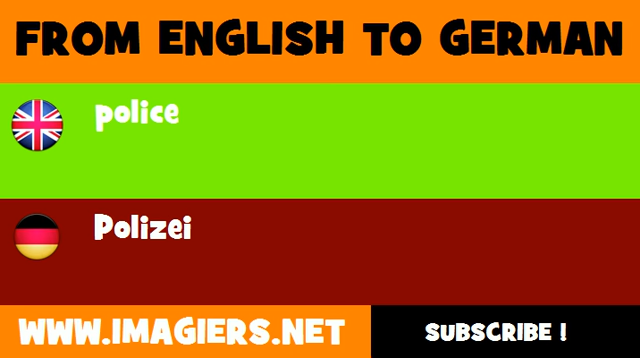 FROM ENGLISH TO GERMAN
police
Polizei
WWW.IMAGIERS.NET
SUBSCRIBE !